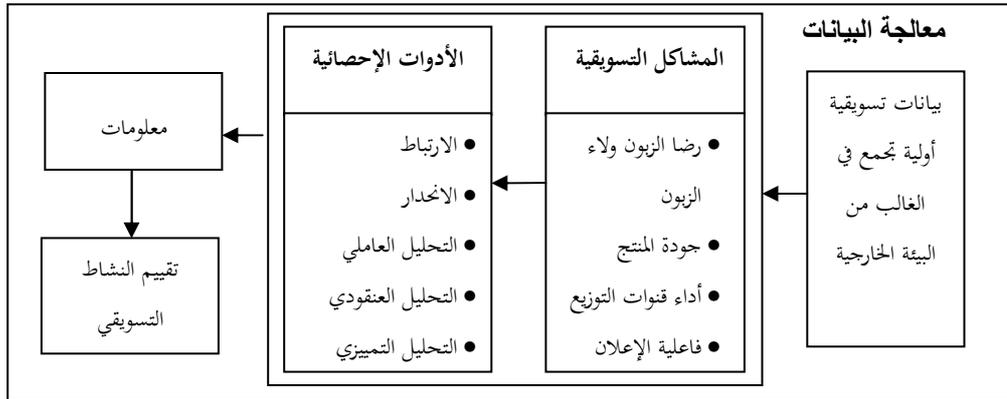 معالجة البيانات
بيانات تسويقية
أولية تجمع في
الغالب من
البيئة الخارجية
المشاكل التسويقية
● رضا الزبون ولاء
الزبون
● جودة المنتج
● أداء قنوات التوزيع
● فاعلية الإعلان
الأدوات الإحصائية
● الارتباط
● الانحدار
● التحليل العاملي
● التحليل العنقودي
● التحليل التمييزي
معلومات
تقييم النشاط
التسويقي